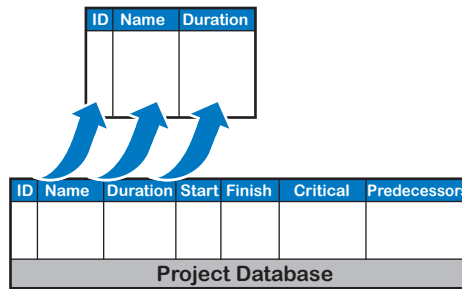 ID Name Duration
ID Name Duration Start Finish Critical Predecessors
Project Database